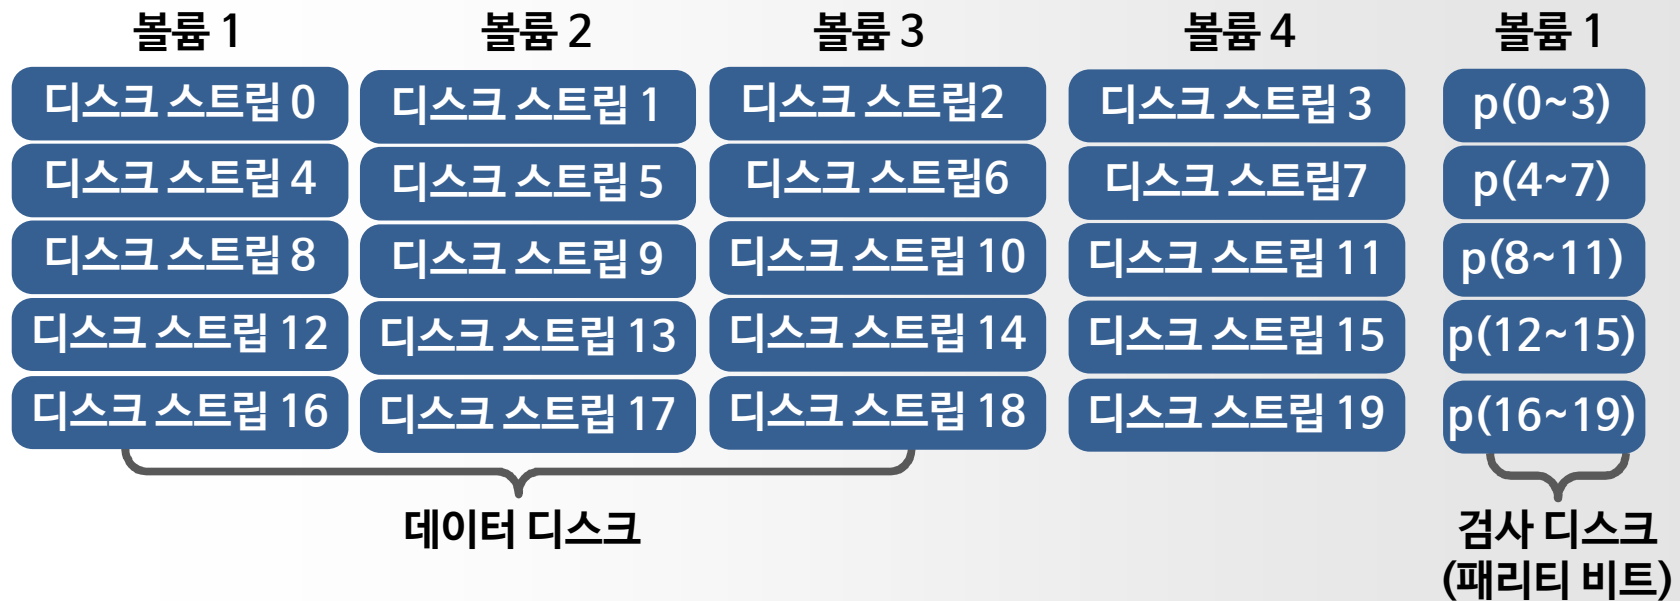 볼륨 1 볼륨 2 볼륨 3 볼륨 4 볼륨 1
디스크 스트립 0 디스크 스트립 1 디스크 스트립2 디스크 스트립 3 p(0~3)
디스크 스트립 4 디스크 스트립 5 디스크 스트립6 디스크 스트립7 p(4~7)
디스크 스트립 8 디스크 스트립 9 디스크 스트립 10 디스크 스트립 11 p(8~11)
디스크 스트립 12 디스크 스트립 13 디스크 스트립 14 디스크 스트립 15 p(12~15)
디스크 스트립 16 디스크 스트립 17 디스크 스트립 18 디스크 스트립 19 p(16~19)
데이터 디스크 검사 디스크
(패리티 비트)